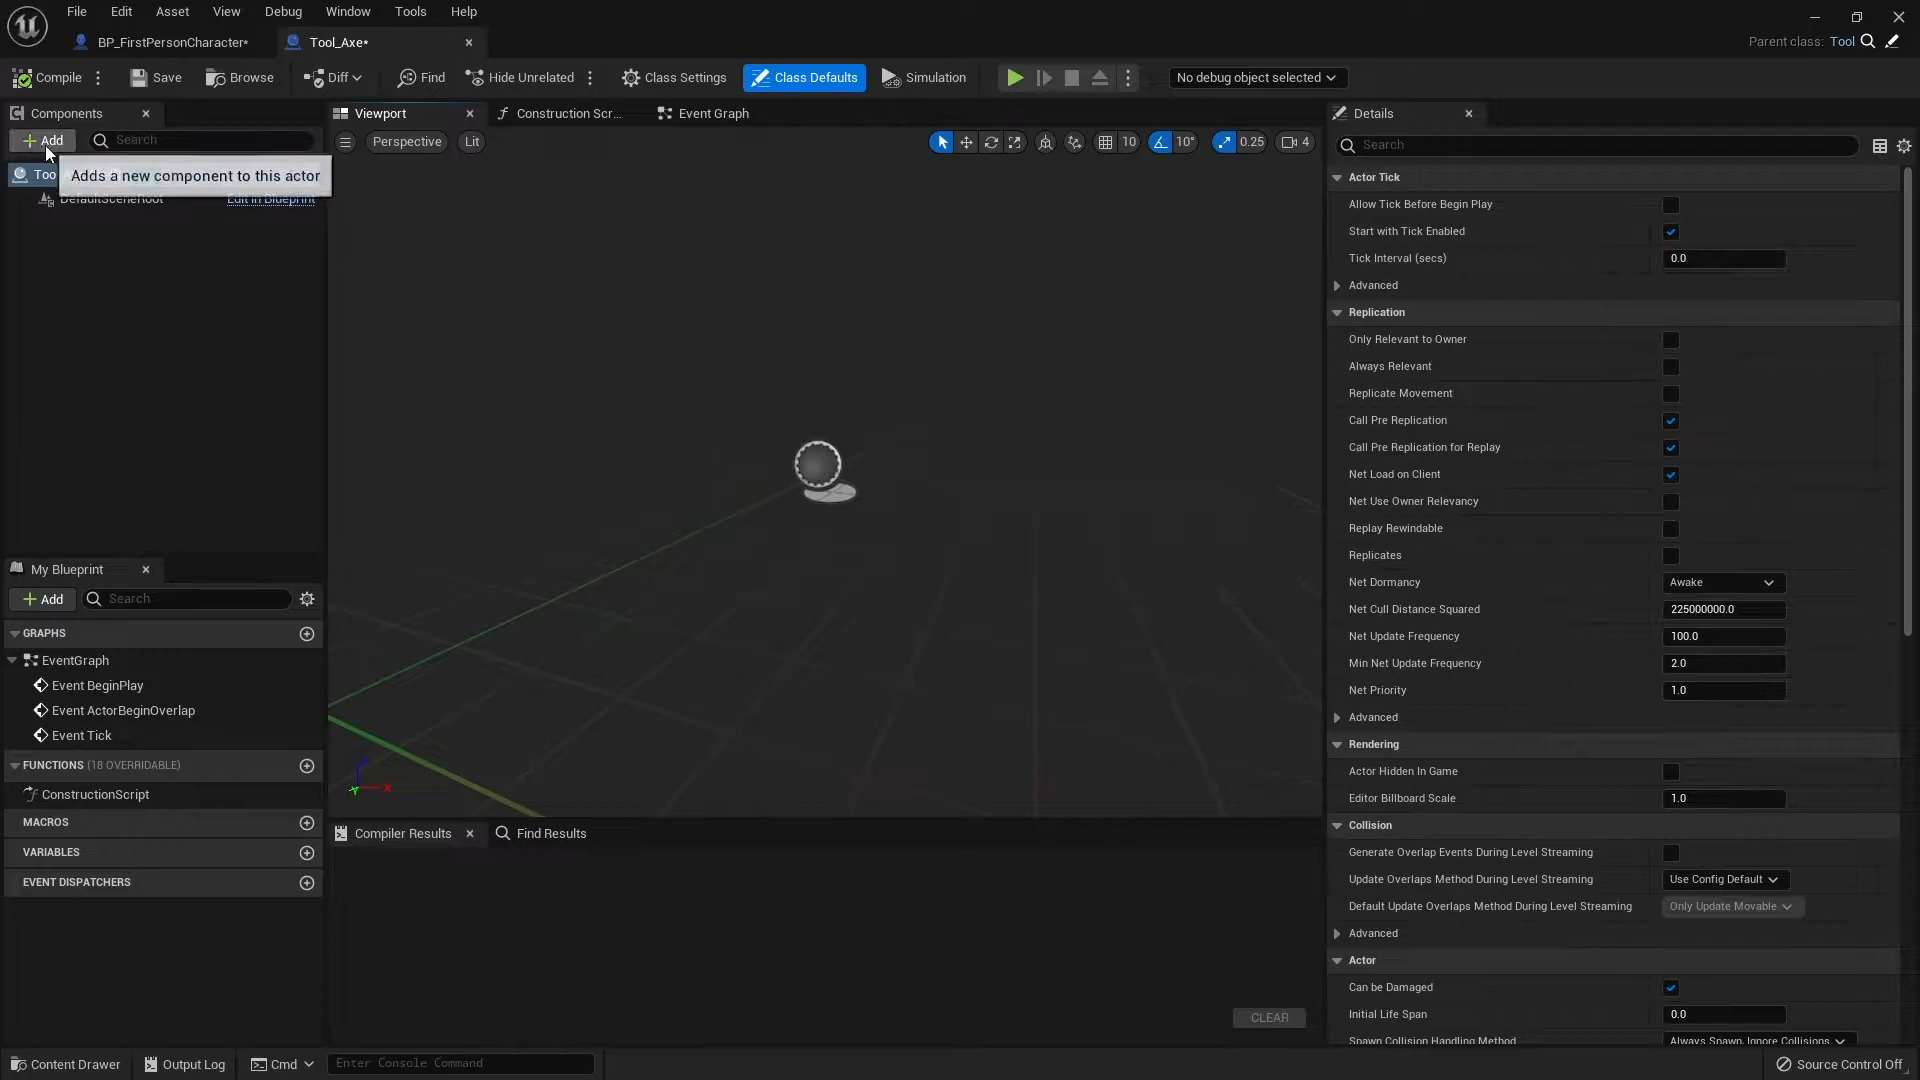 File Edit Asset View Debug Window Tools Help
BP_FirstPersonCharacter* Tool_Axe* Parent class: Tool
Compile Save Browse Diff Find Hide Unrelated Class Settings Class Defaults Simulation No debug object selected
Components Viewport Construction Scr... Event Graph Details
Add Search Perspective Lit 10 10° 0.25 4 Search
Too Adds a new component to this actor
DefaultSceneRoot Edit in Blueprint
Actor Tick
Allow Tick Before Begin Play
Start with Tick Enabled
Tick Interval (secs) 0.0
Advanced
Replication
Only Relevant to Owner
Always Relevant
Replicate Movement
Call Pre Replication
Call Pre Replication for Replay
Net Load on Client
Net Use Owner Relevancy
Replay Rewindable
Replicates
Net Dormancy Awake
Net Cull Distance Squared 225000000.0
Net Update Frequency 100.0
Min Net Update Frequency 2.0
Net Priority 1.0
Advanced
Rendering
Actor Hidden In Game
Editor Billboard Scale 1.0
Collision
Generate Overlap Events During Level Streaming
Update Overlaps Method During Level Streaming Use Config Default
Default Update Overlaps Method During Level Streaming Only Update Movable
Advanced
Actor
Can be Damaged
Initial Life Span 0.0
Spawn Collision Handling Method Always Spawn, Ignore Collisions
My Blueprint
Add Search
GRAPHS
EventGraph
Event BeginPlay
Event ActorBeginOverlap
Event Tick
FUNCTIONS (18 OVERRIDABLE)
ConstructionScript
MACROS
VARIABLES
EVENT DISPATCHERS
X
Compiler Results Find Results
CLEAR
Content Drawer Output Log Cmd Enter Console Command Source Control Off